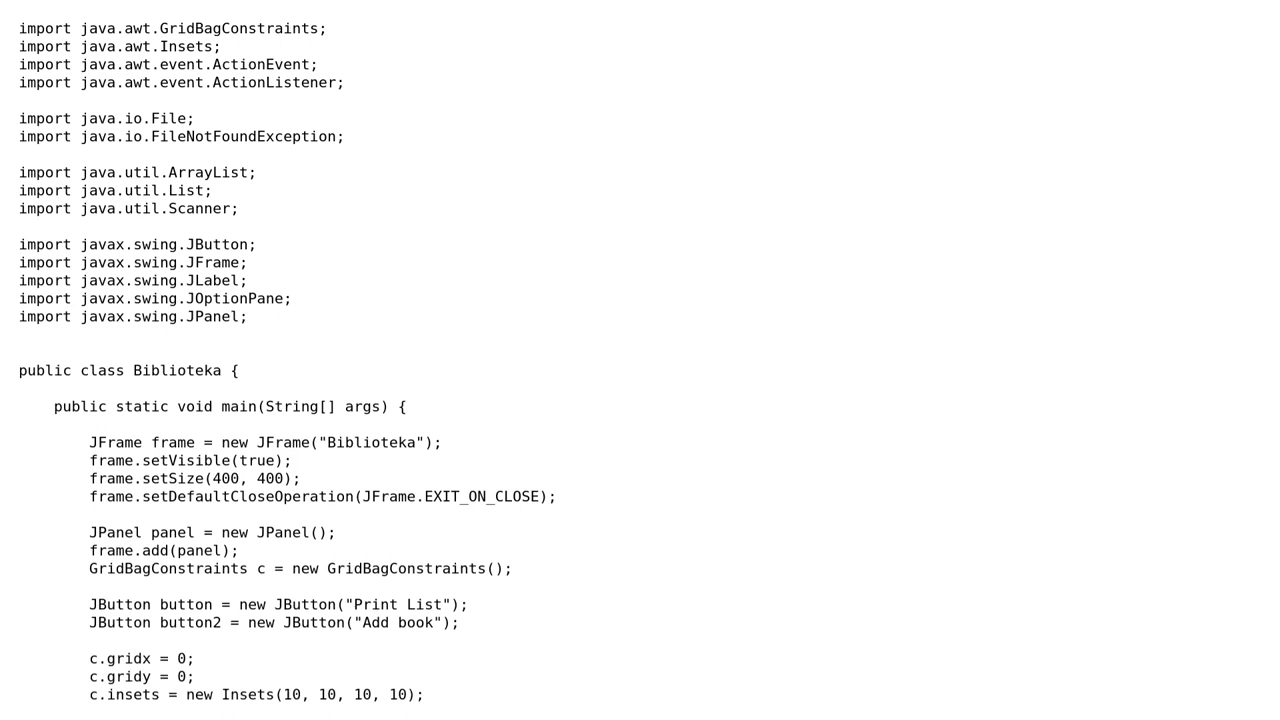 import java.awt.GridBagConstraints;
import java.awt.Insets;
import java.awt.event.ActionEvent;
import java.awt.event.ActionListener;

import java.io.File;
import java.io.FileNotFoundException;

import java.util.ArrayList;
import java.util.List;
import java.util.Scanner;

import javax.swing.JButton;
import javax.swing.JFrame;
import javax.swing.JLabel;
import javax.swing.JOptionPane;
import javax.swing.JPanel;


public class Biblioteka {

    public static void main(String[] args) {

        JFrame frame = new JFrame("Biblioteka");
        frame.setVisible(true);
        frame.setSize(400, 400);
        frame.setDefaultCloseOperation(JFrame.EXIT_ON_CLOSE);

        JPanel panel = new JPanel();
        frame.add(panel);
        GridBagConstraints c = new GridBagConstraints();

        JButton button = new JButton("Print List");
        JButton button2 = new JButton("Add book");

        c.gridx = 0;
        c.gridy = 0;
        c.insets = new Insets(10, 10, 10, 10);